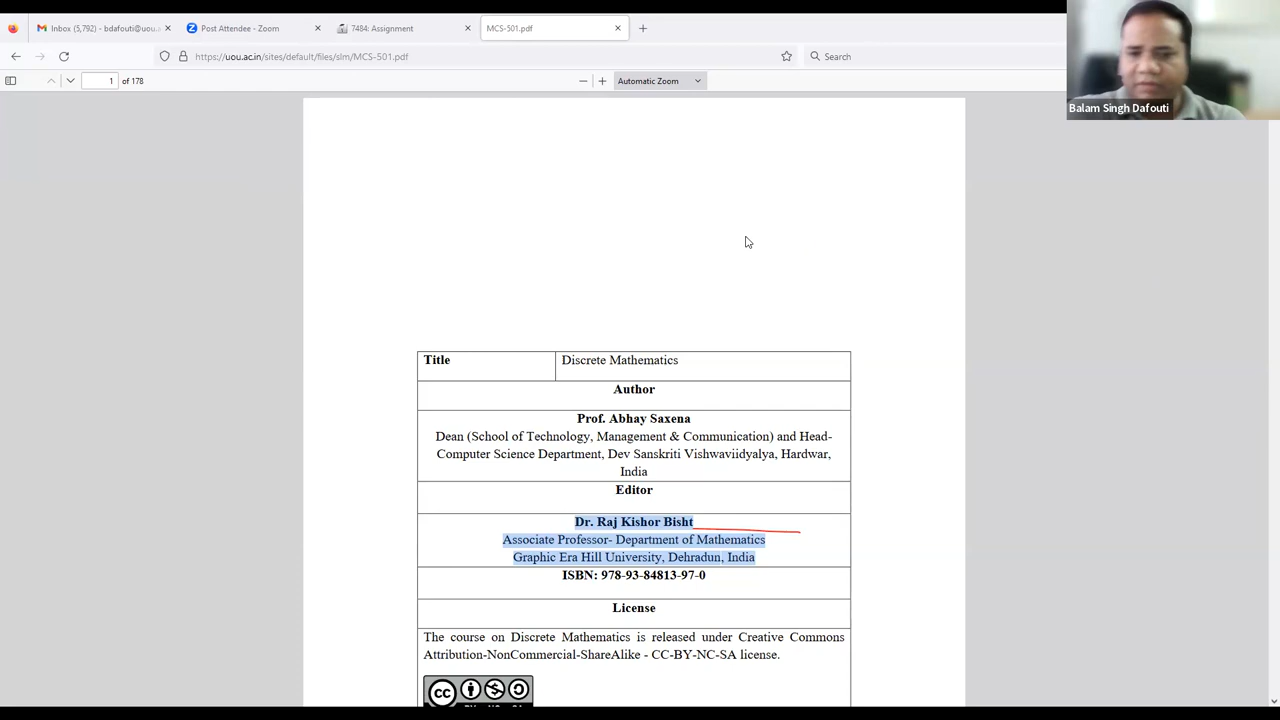 Inbox (5,792) - bdafouti@uou.
Post Attendee - Zoom
7484: Assignment
MCS-501.pdf
https://uou.ac.in/sites/default/files/slm/MCS-501.pdf
Search
1 of 178
Automatic Zoom
Balam Singh Dafouti
Title Discrete Mathematics
Author
Prof. Abhay Saxena
Dean (School of Technology, Management & Communication) and Head-
Computer Science Department, Dev Sanskriti Vishwaviidyalya, Hardwar,
India
Editor
Dr. Raj Kishor Bisht
Associate Professor- Department of Mathematics
Graphic Era Hill University, Dehradun, India
ISBN: 978-93-84813-97-0
License
The course on Discrete Mathematics is released under Creative Commons
Attribution-NonCommercial-ShareAlike - CC-BY-NC-SA license.
cc